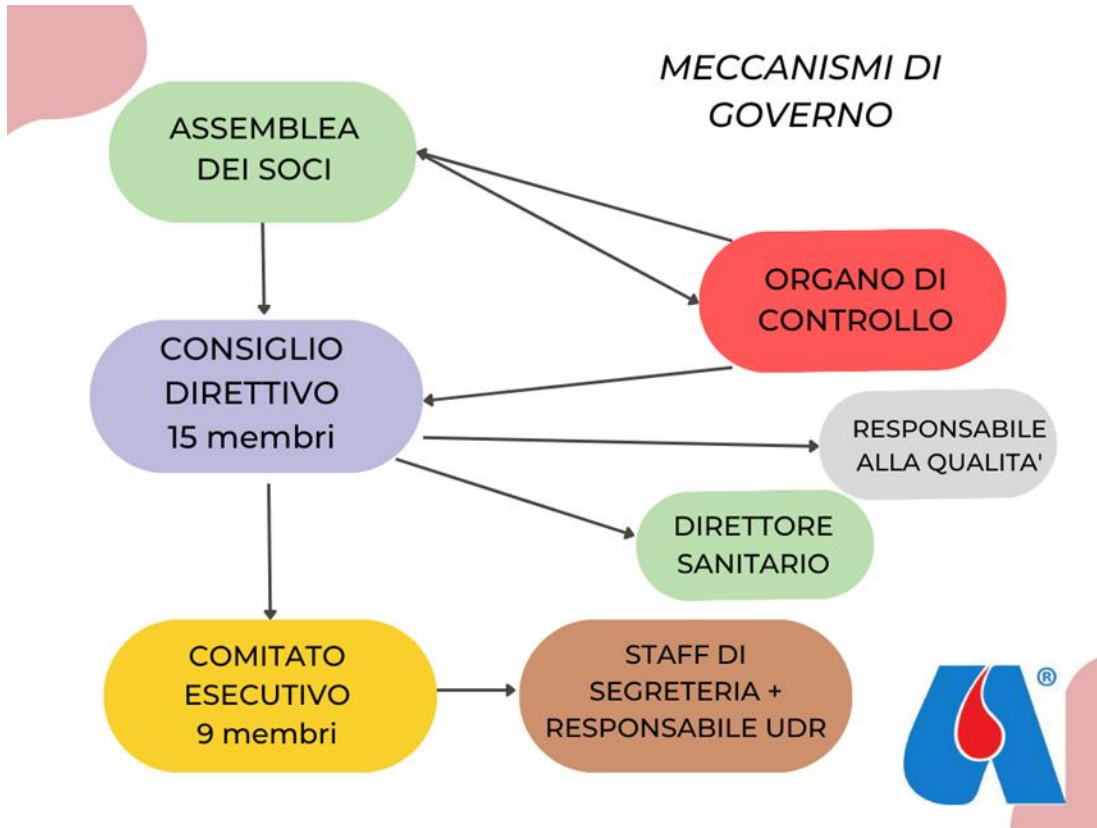 MECCANISMI DI
GOVERNO
ASSEMBLEA
DEI SOCI
ORGANO DI
CONTROLLO
CONSIGLIO
DIRETTIVO
15 membri
RESPONSABILE
ALLA QUALITA'
DIRETTORE
SANITARIO
COMITATO
ESECUTIVO
9 membri
STAFF DI
SEGRETERIA +
RESPONSABILE UDR
®